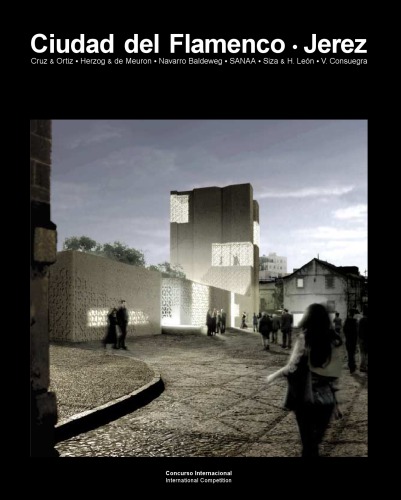 Ciudad del Flamenco • Jerez
Cruz & Ortiz • Herzog & de Meuron • Navarro Baldeweg • SANAA • Siza & H. León • V. Consuegra
Concurso Internacional
International Competition